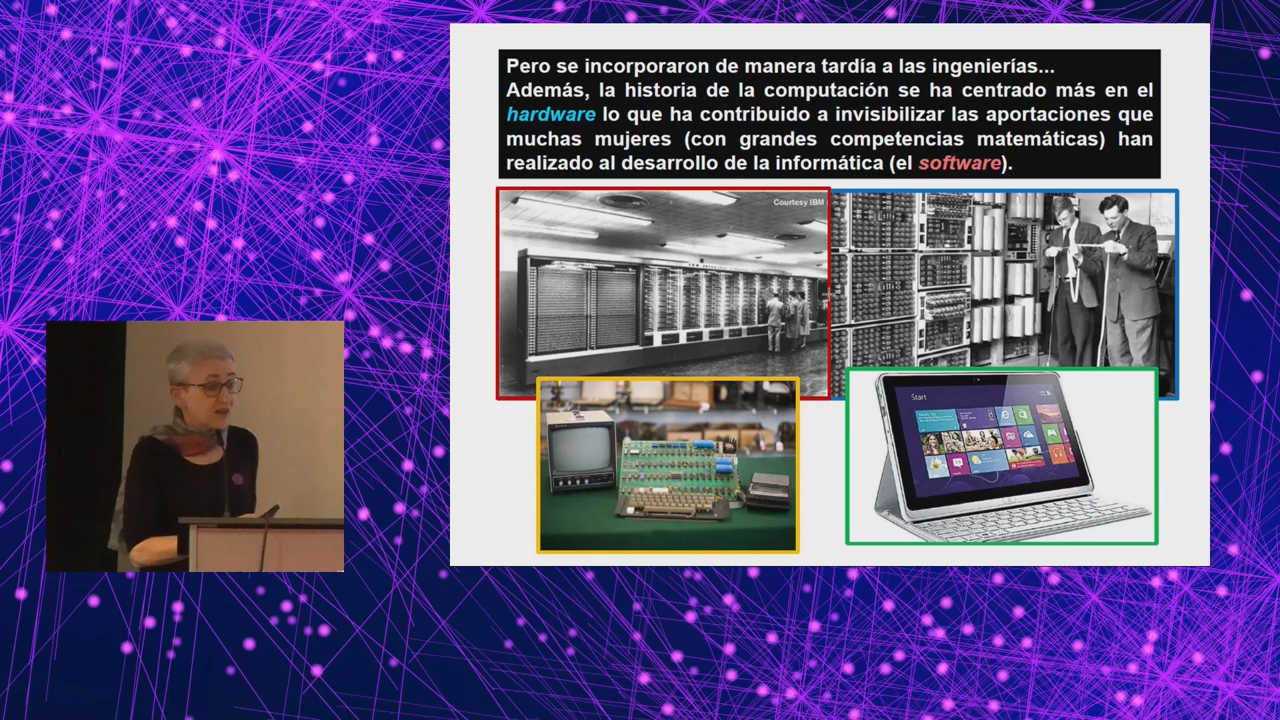 Pero se incorporaron de manera tardía a las ingenierías...
Además, la historia de la computación se ha centrado más en el
hardware lo que ha contribuido a invisibilizar las aportaciones que
muchas mujeres (con grandes competencias matemáticas) han
realizado al desarrollo de la informática (el software).
Courtesy IBM
Start